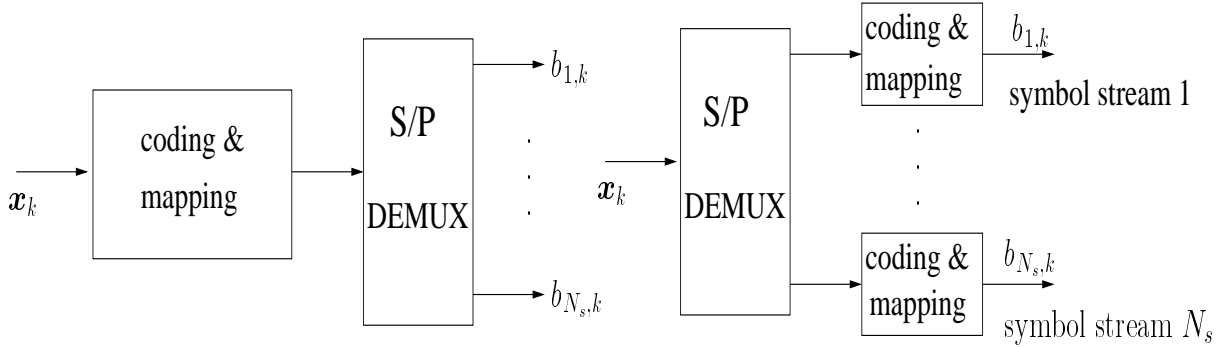 coding &
mapping
x_k
S/P
DEMUX
b_{1,k}
b_{N_s,k}
x_k
S/P
DEMUX
coding &
mapping
b_{1,k}
symbol stream 1
coding &
mapping
b_{N_s,k}
symbol stream N_s